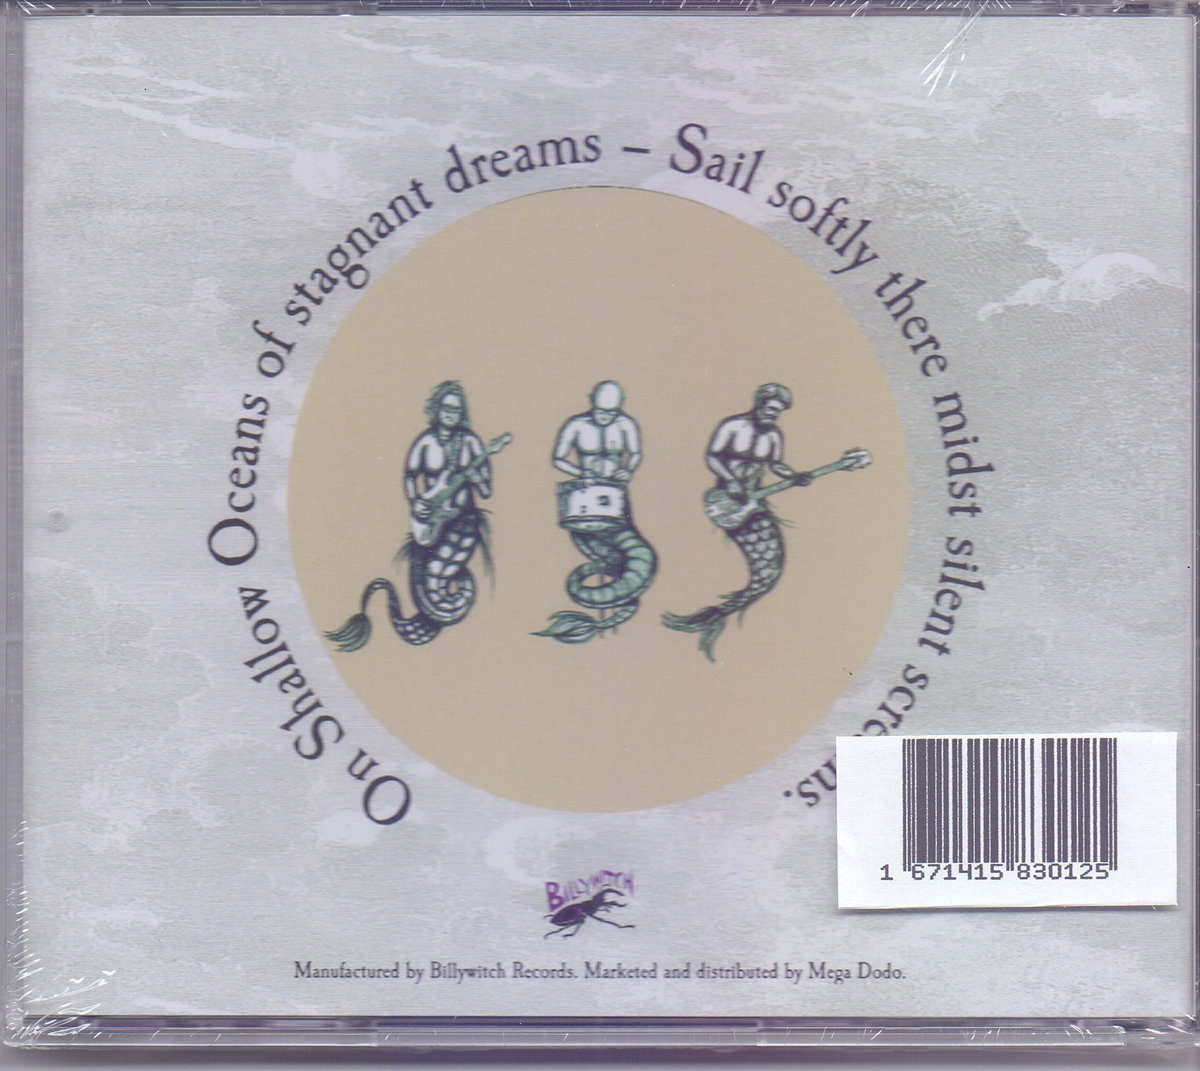 On Shallow Oceans of stagnant dreams – Sail softly there midst silent
1 671415 830125
BILLYWITCH
Manufactured by Billywitch Records. Marketed and distributed by Mega Dodo.